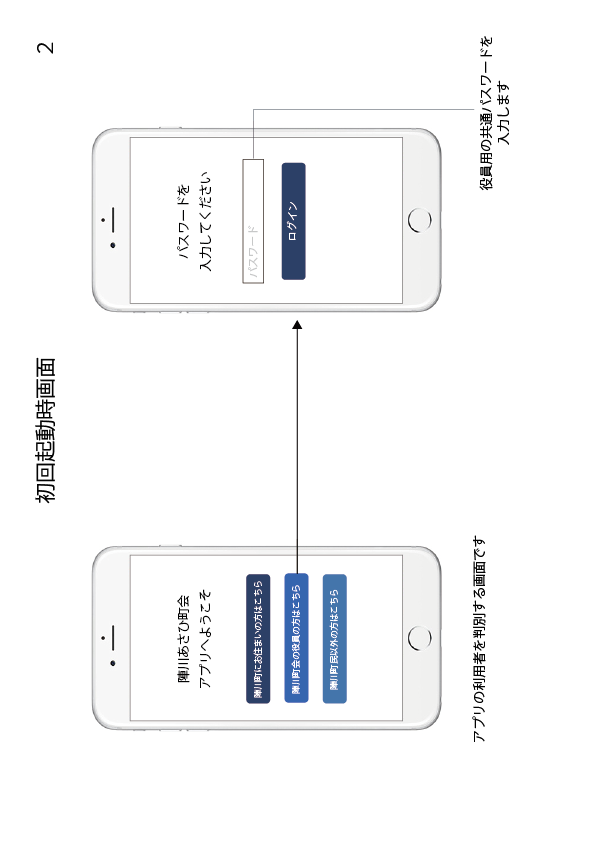 初回起動時画面
2
陣川あさひ町会
アプリへようこそ
陣川町にお住まいの方はこちら
陣川町会の役員の方はこちら
陣川町民以外の方はこちら
アプリの利用者を判別する画面です
パスワードを
入力してください
パスワード
ログイン
役員用の共通パスワードを
入力します